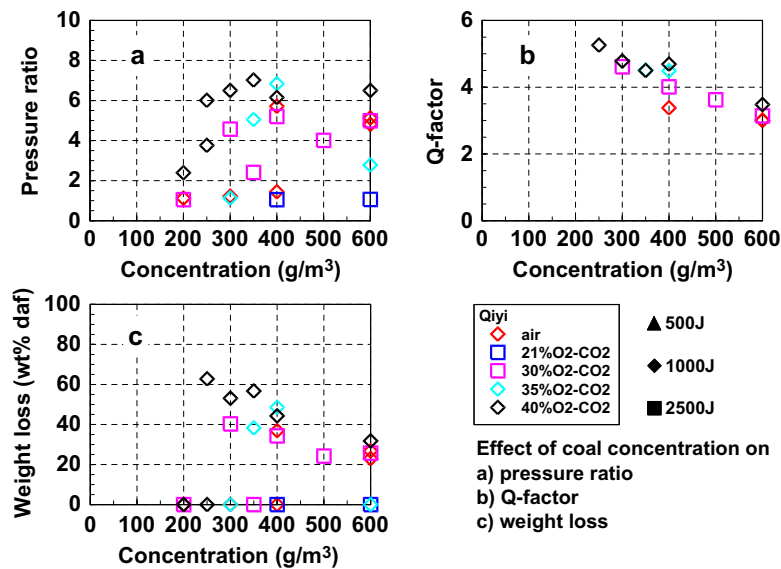 a
Pressure ratio
10
8
6
4
2
0
0 100 200 300 400 500 600
Concentration (g/m³)
b
Q-factor
6
4
2
0
0 100 200 300 400 500 600
Concentration (g/m³)
c
Weight loss (wt% daf)
100
80
60
40
20
0
0 100 200 300 400 500 600
Concentration (g/m³)
Qiyi
air
21%O2-CO2
30%O2-CO2
35%O2-CO2
40%O2-CO2
500J
1000J
2500J
Effect of coal concentration on
a) pressure ratio
b) Q-factor
c) weight loss